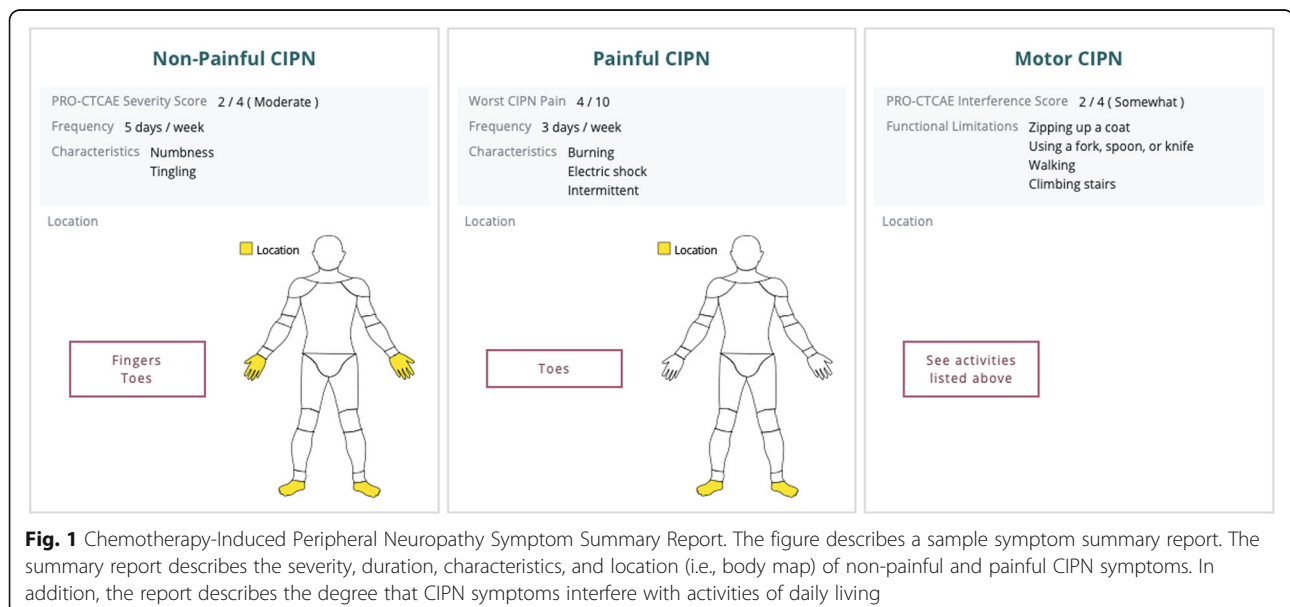 Non-Painful CIPN
PRO-CTCAE Severity Score 2 / 4 ( Moderate )
Frequency 5 days / week
Characteristics Numbness
Tingling
Location
Location
Fingers
Toes
Painful CIPN
Worst CIPN Pain 4 / 10
Frequency 3 days / week
Characteristics Burning
Electric shock
Intermittent
Location
Toes
Motor CIPN
PRO-CTCAE Interference Score 2 / 4 ( Somewhat )
Functional Limitations Zipping up a coat
Using a fork, spoon, or knife
Walking
Climbing stairs
Location
See activities
listed above
Fig. 1 Chemotherapy-Induced Peripheral Neuropathy Symptom Summary Report. The figure describes a sample symptom summary report. The
summary report describes the severity, duration, characteristics, and location (i.e., body map) of non-painful and painful CIPN symptoms. In
addition, the report describes the degree that CIPN symptoms interfere with activities of daily living